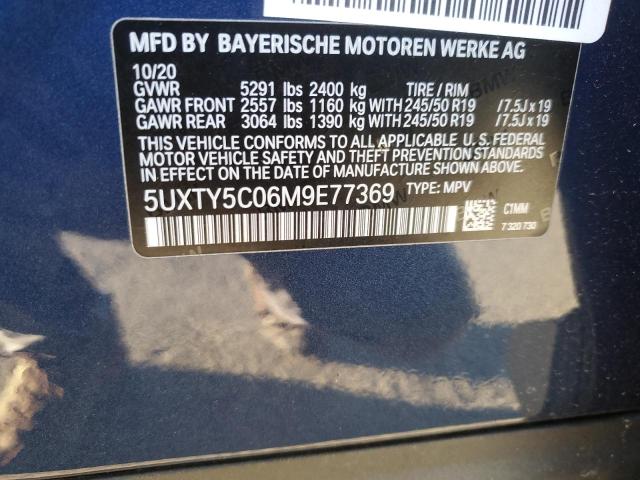 MFD BY BAYERISCHE MOTOREN WERKE AG
10/20
GVWR 5291 lbs 2400 kg TIRE / RIM
GAWR FRONT 2557 lbs 1160 kg WITH 245/50 R19 /7.5J x 19
GAWR REAR 3064 lbs 1390 kg WITH 245/50 R19 /7.5J x 19
THIS VEHICLE CONFORMS TO ALL APPLICABLE U.S. FEDERAL
MOTOR VEHICLE SAFETY AND THEFT PREVENTION STANDARDS
IN EFFECT ON THE DATE OF MANUFACTURE SHOWN ABOVE
5UXTY5C06M9E77369 TYPE: MPV
C1MM
7 320 730